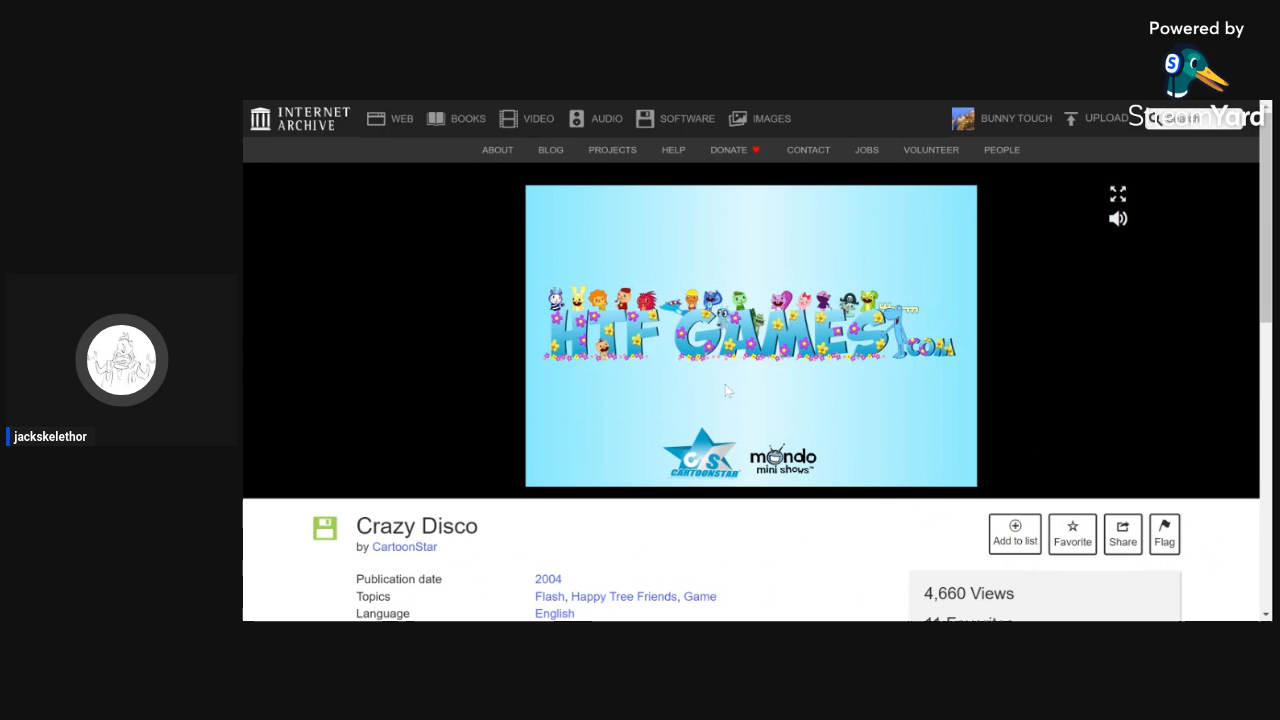 Powered by
StreamYard
INTERNET ARCHIVE
WEB BOOKS VIDEO AUDIO SOFTWARE IMAGES
BUNNY TOUCH UPLOAD
ABOUT BLOG PROJECTS HELP DONATE CONTACT JOBS VOLUNTEER PEOPLE
HTF GAMES.COM
CS
CARTOONSTAR
mondo
mini shows™
jackskelethor
Crazy Disco
by CartoonStar
Add to list Favorite Share Flag
Publication date 2004
Topics Flash, Happy Tree Friends, Game
Language English
4,660 Views